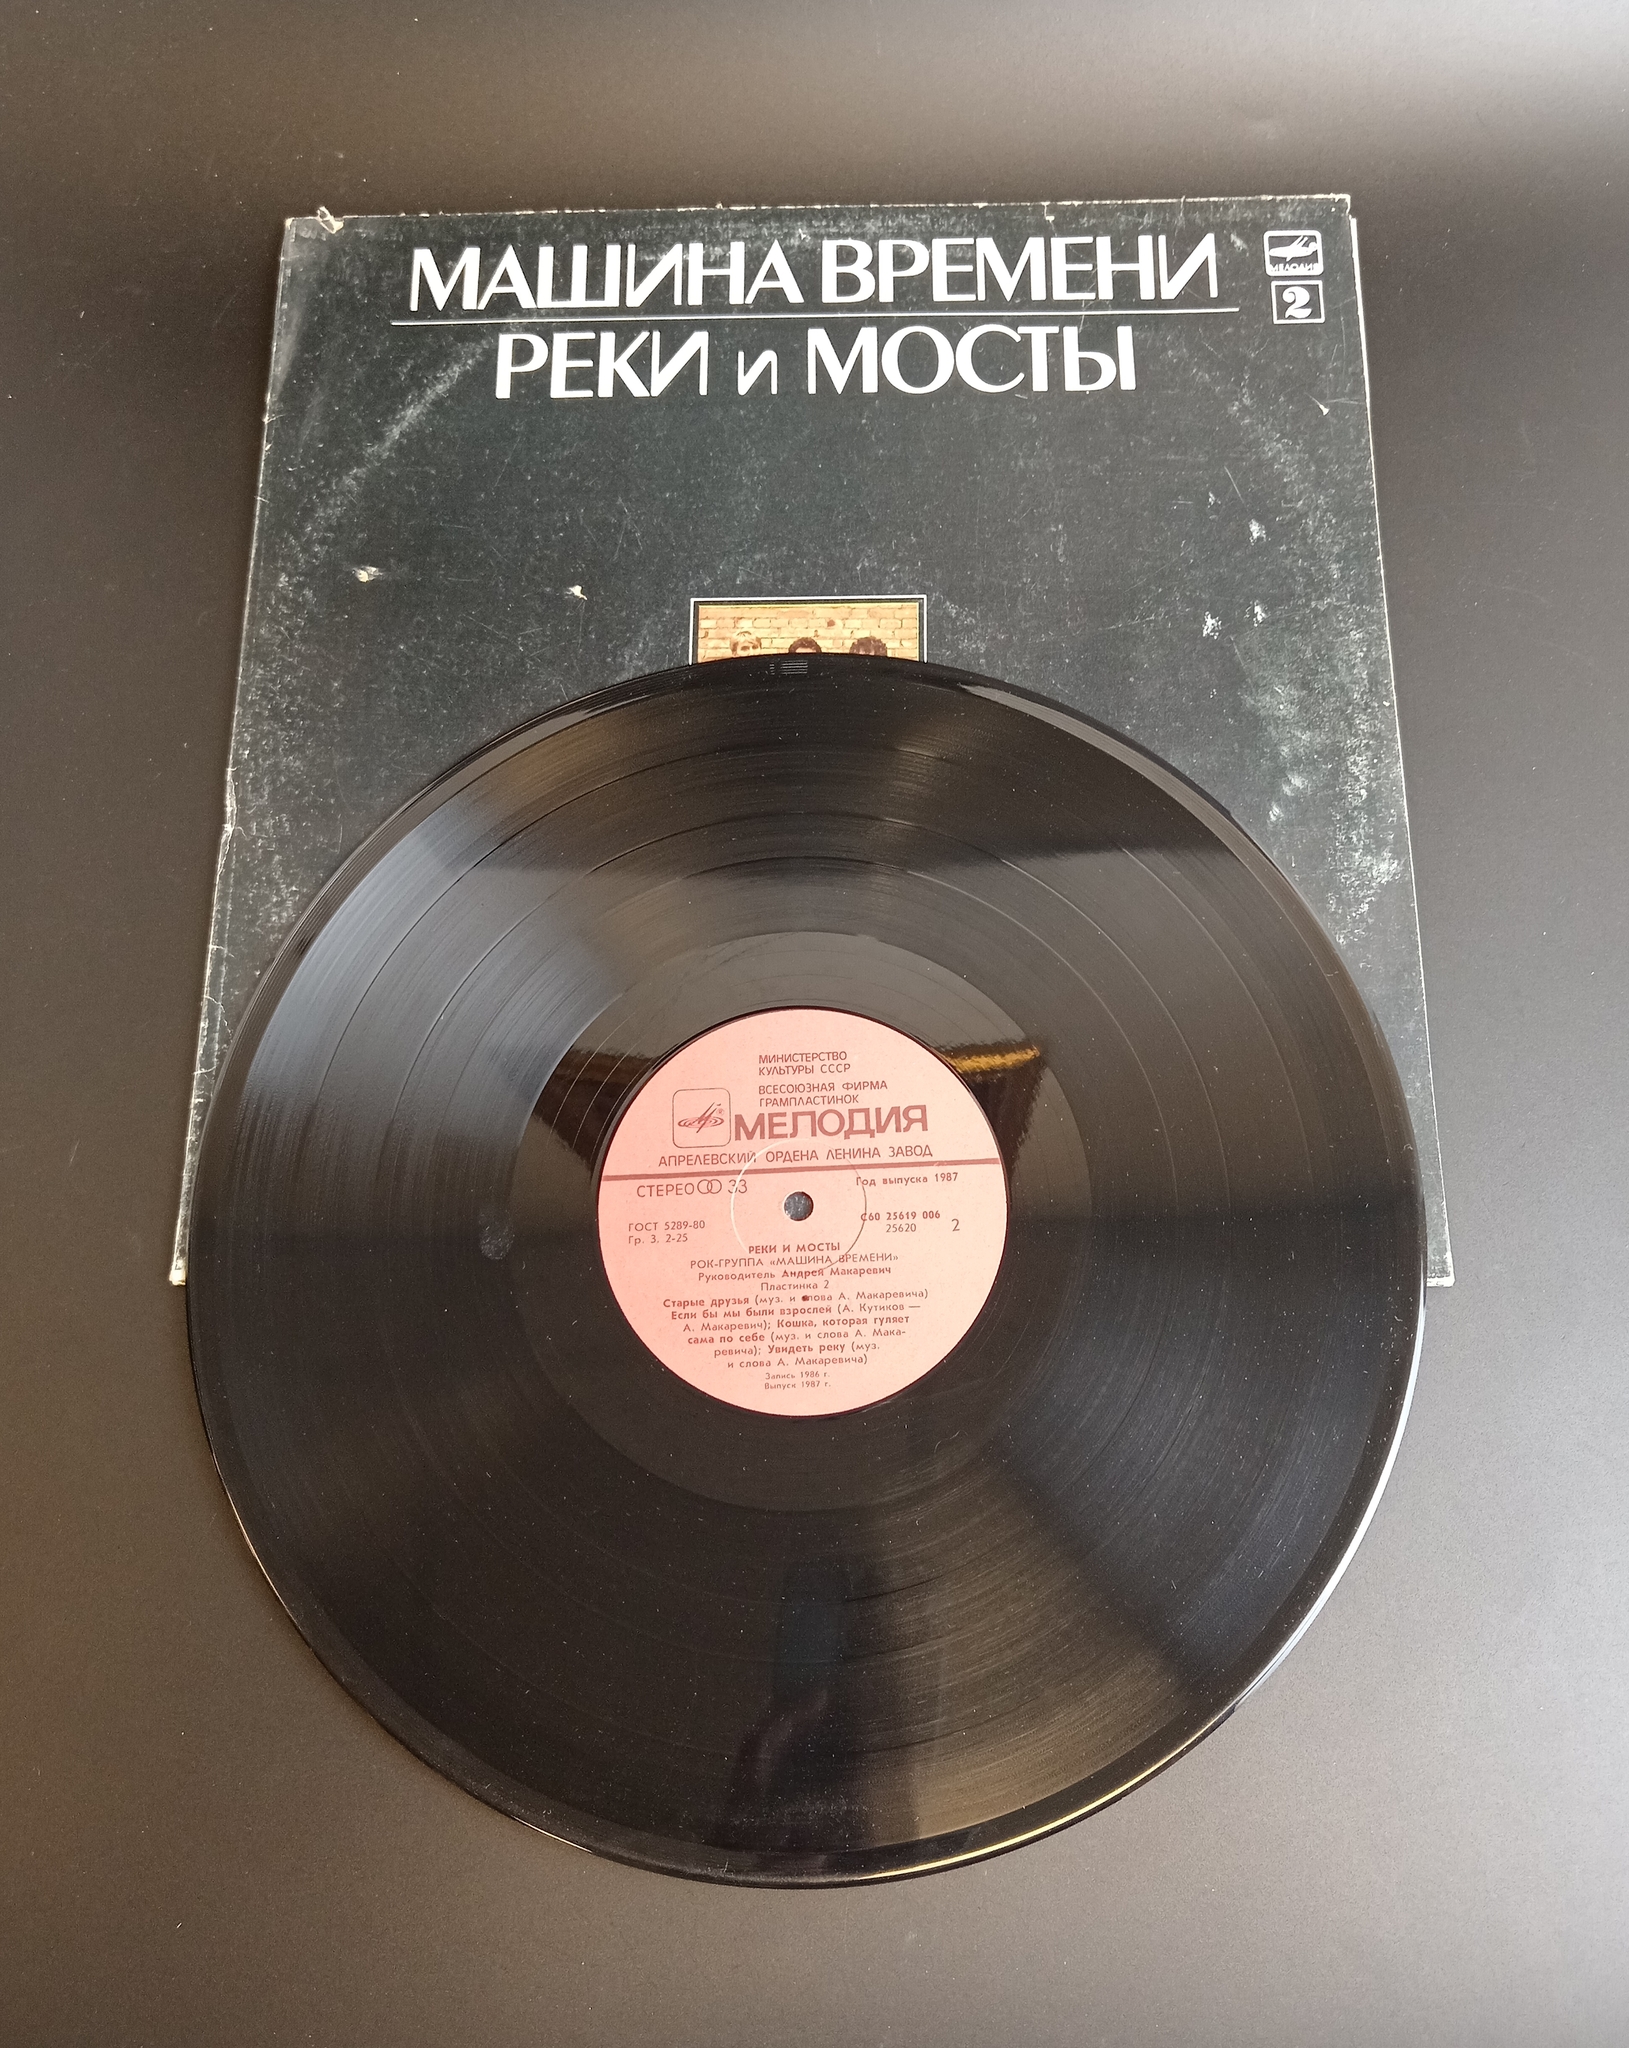 МАШИНА ВРЕМЕНИ
МЕЛОДИЯ
2
РЕКИ и МОСТЫ
МИНИСТЕРСТВО
КУЛЬТУРЫ СССР
ВСЕСОЮЗНАЯ ФИРМА
ГРАМПЛАСТИНОК
МЕЛОДИЯ
АПРЕЛЕВСКИЙ ОРДЕНА ЛЕНИНА ЗАВОД
СТЕРЕО 33
Год выпуска 1987
ГОСТ 5289-80
Гр. 3. 2-25
С60 25619 006
25620
2
РЕКИ И МОСТЫ
РОК-ГРУППА «МАШИНА ВРЕМЕНИ»
Руководитель Андрей Макаревич
Пластинка 2
Старые друзья (муз. и слова А. Макаревича)
Если бы мы были взрослей (А. Кутиков —
А. Макаревич); Кошка, которая гуляет
сама по себе (муз. и слова А. Мака-
ревича); Увидеть реку (муз.
и слова А. Макаревича)
Запись 1986 г.
Выпуск 1987 г.